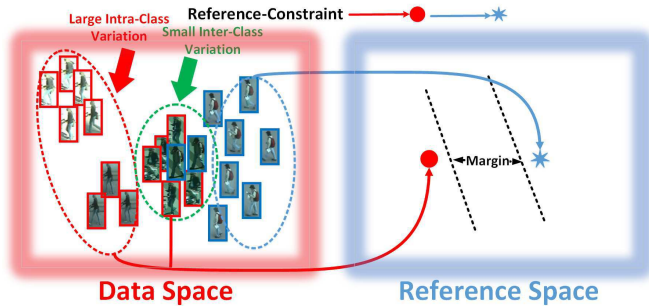 Reference-Constraint
Large Intra-Class
Variation
Small Inter-Class
Variation
Margin
Data Space
Reference Space